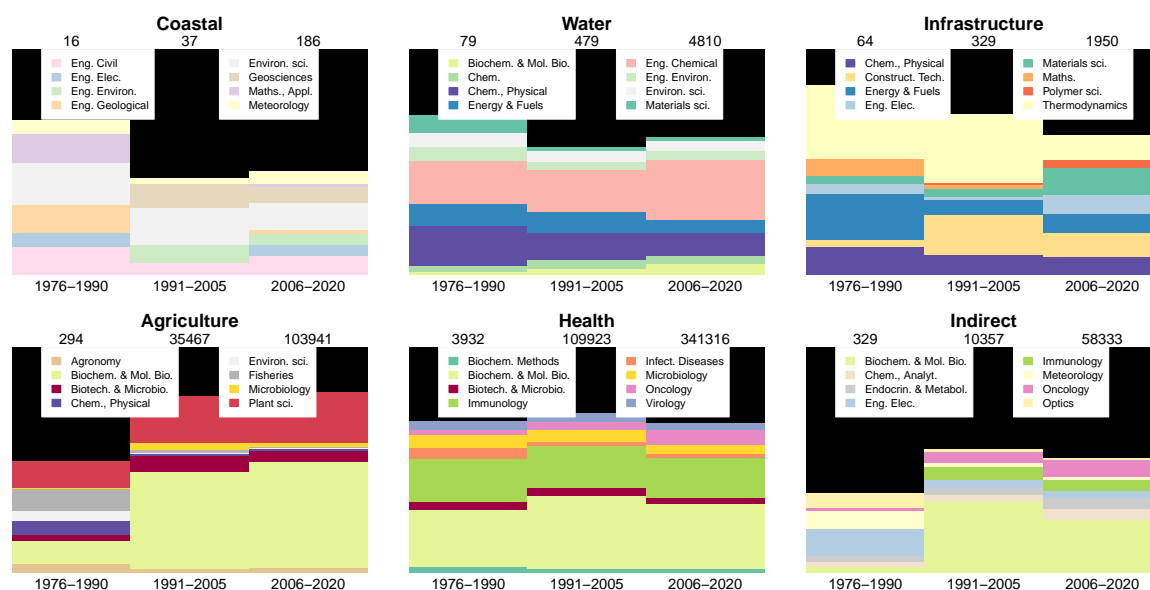 Coastal
16 37 186
Eng. Civil
Eng. Elec.
Eng. Environ.
Eng. Geological
Environ. sci.
Geosciences
Maths., Appl.
Meteorology
1976–1990 1991–2005 2006–2020
Water
79 479 4810
Biochem. & Mol. Bio.
Chem.
Chem., Physical
Energy & Fuels
Eng. Chemical
Eng. Environ.
Environ. sci.
Materials sci.
1976–1990 1991–2005 2006–2020
Infrastructure
64 329 1950
Chem., Physical
Construct. Tech.
Energy & Fuels
Eng. Elec.
Materials sci.
Maths.
Polymer sci.
Thermodynamics
1976–1990 1991–2005 2006–2020
Agriculture
294 35467 103941
Agronomy
Biochem. & Mol. Bio.
Biotech. & Microbio.
Chem., Physical
Environ. sci.
Fisheries
Microbiology
Plant sci.
1976–1990 1991–2005 2006–2020
Health
3932 109923 341316
Biochem. Methods
Biochem. & Mol. Bio.
Biotech. & Microbio.
Immunology
Infect. Diseases
Microbiology
Oncology
Virology
1976–1990 1991–2005 2006–2020
Indirect
329 10357 58333
Biochem. & Mol. Bio.
Chem., Analyt.
Endocrin. & Metabol.
Eng. Elec.
Immunology
Meteorology
Oncology
Optics
1976–1990 1991–2005 2006–2020